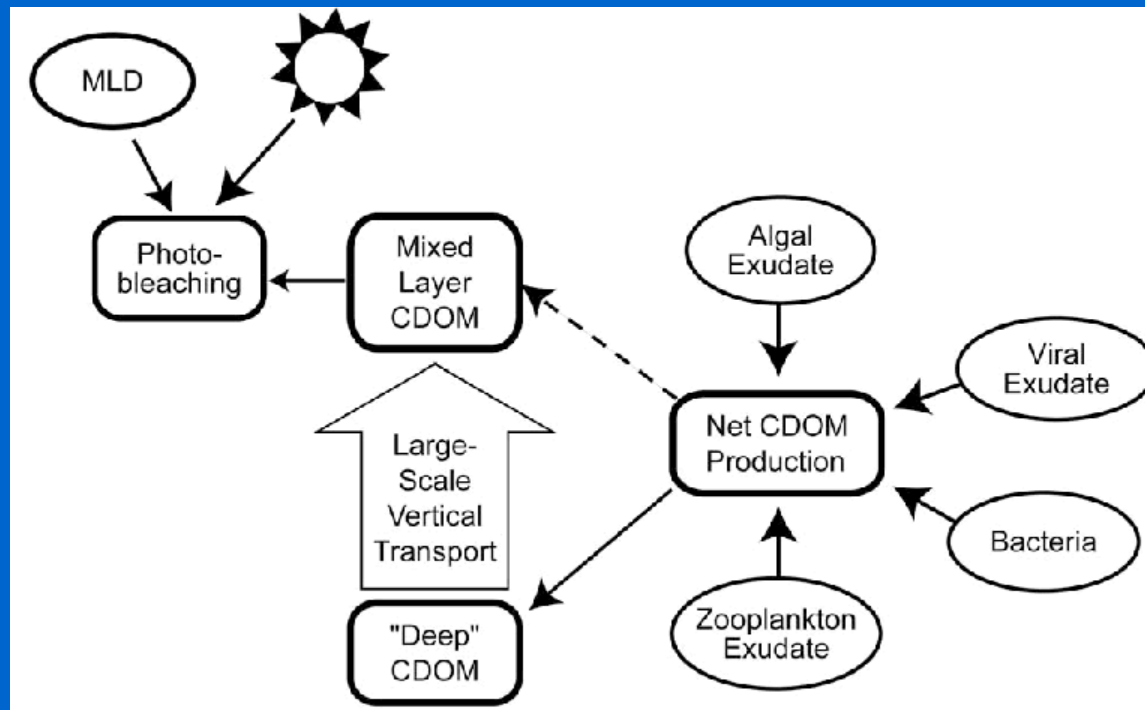 MLD
Photo-
bleaching
Mixed
Layer
CDOM
Algal
Exudate
Viral
Exudate
Net CDOM
Production
Large-
Scale
Vertical
Transport
Bacteria
"Deep"
CDOM
Zooplankton
Exudate